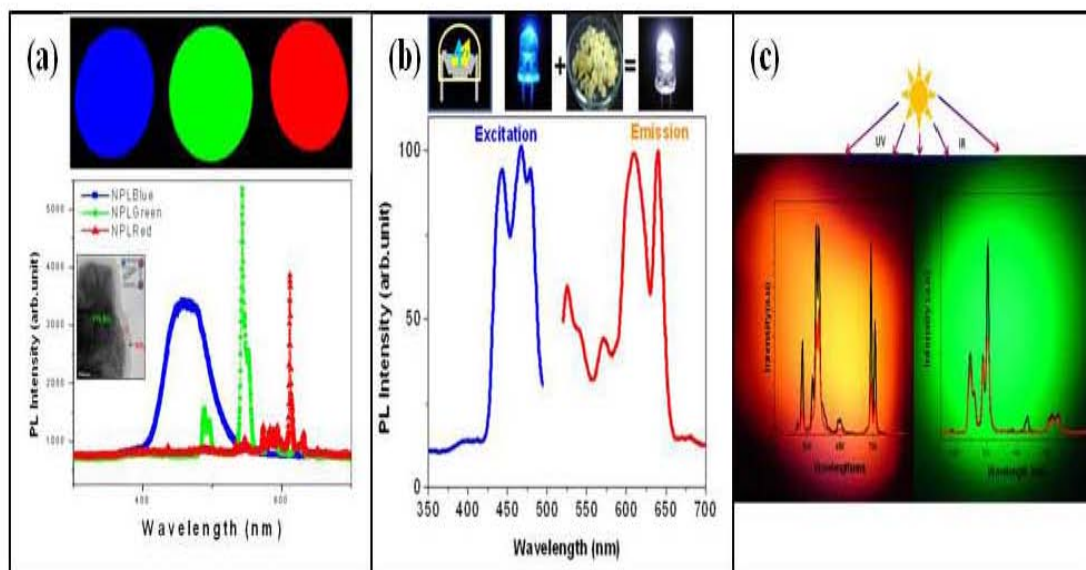 (a)
NPLBlue
NPLGreen
NPLRed
5000
4000
3000
2000
1000
PL Intensity (arb.unit)
400
600
Wavelength (nm)
(b)
+
=
Excitation
Emission
100
50
0
PL Intensity (arb.unit)
350 400 450 500 550 600 650 700
Wavelength (nm)
(c)
UV
IR